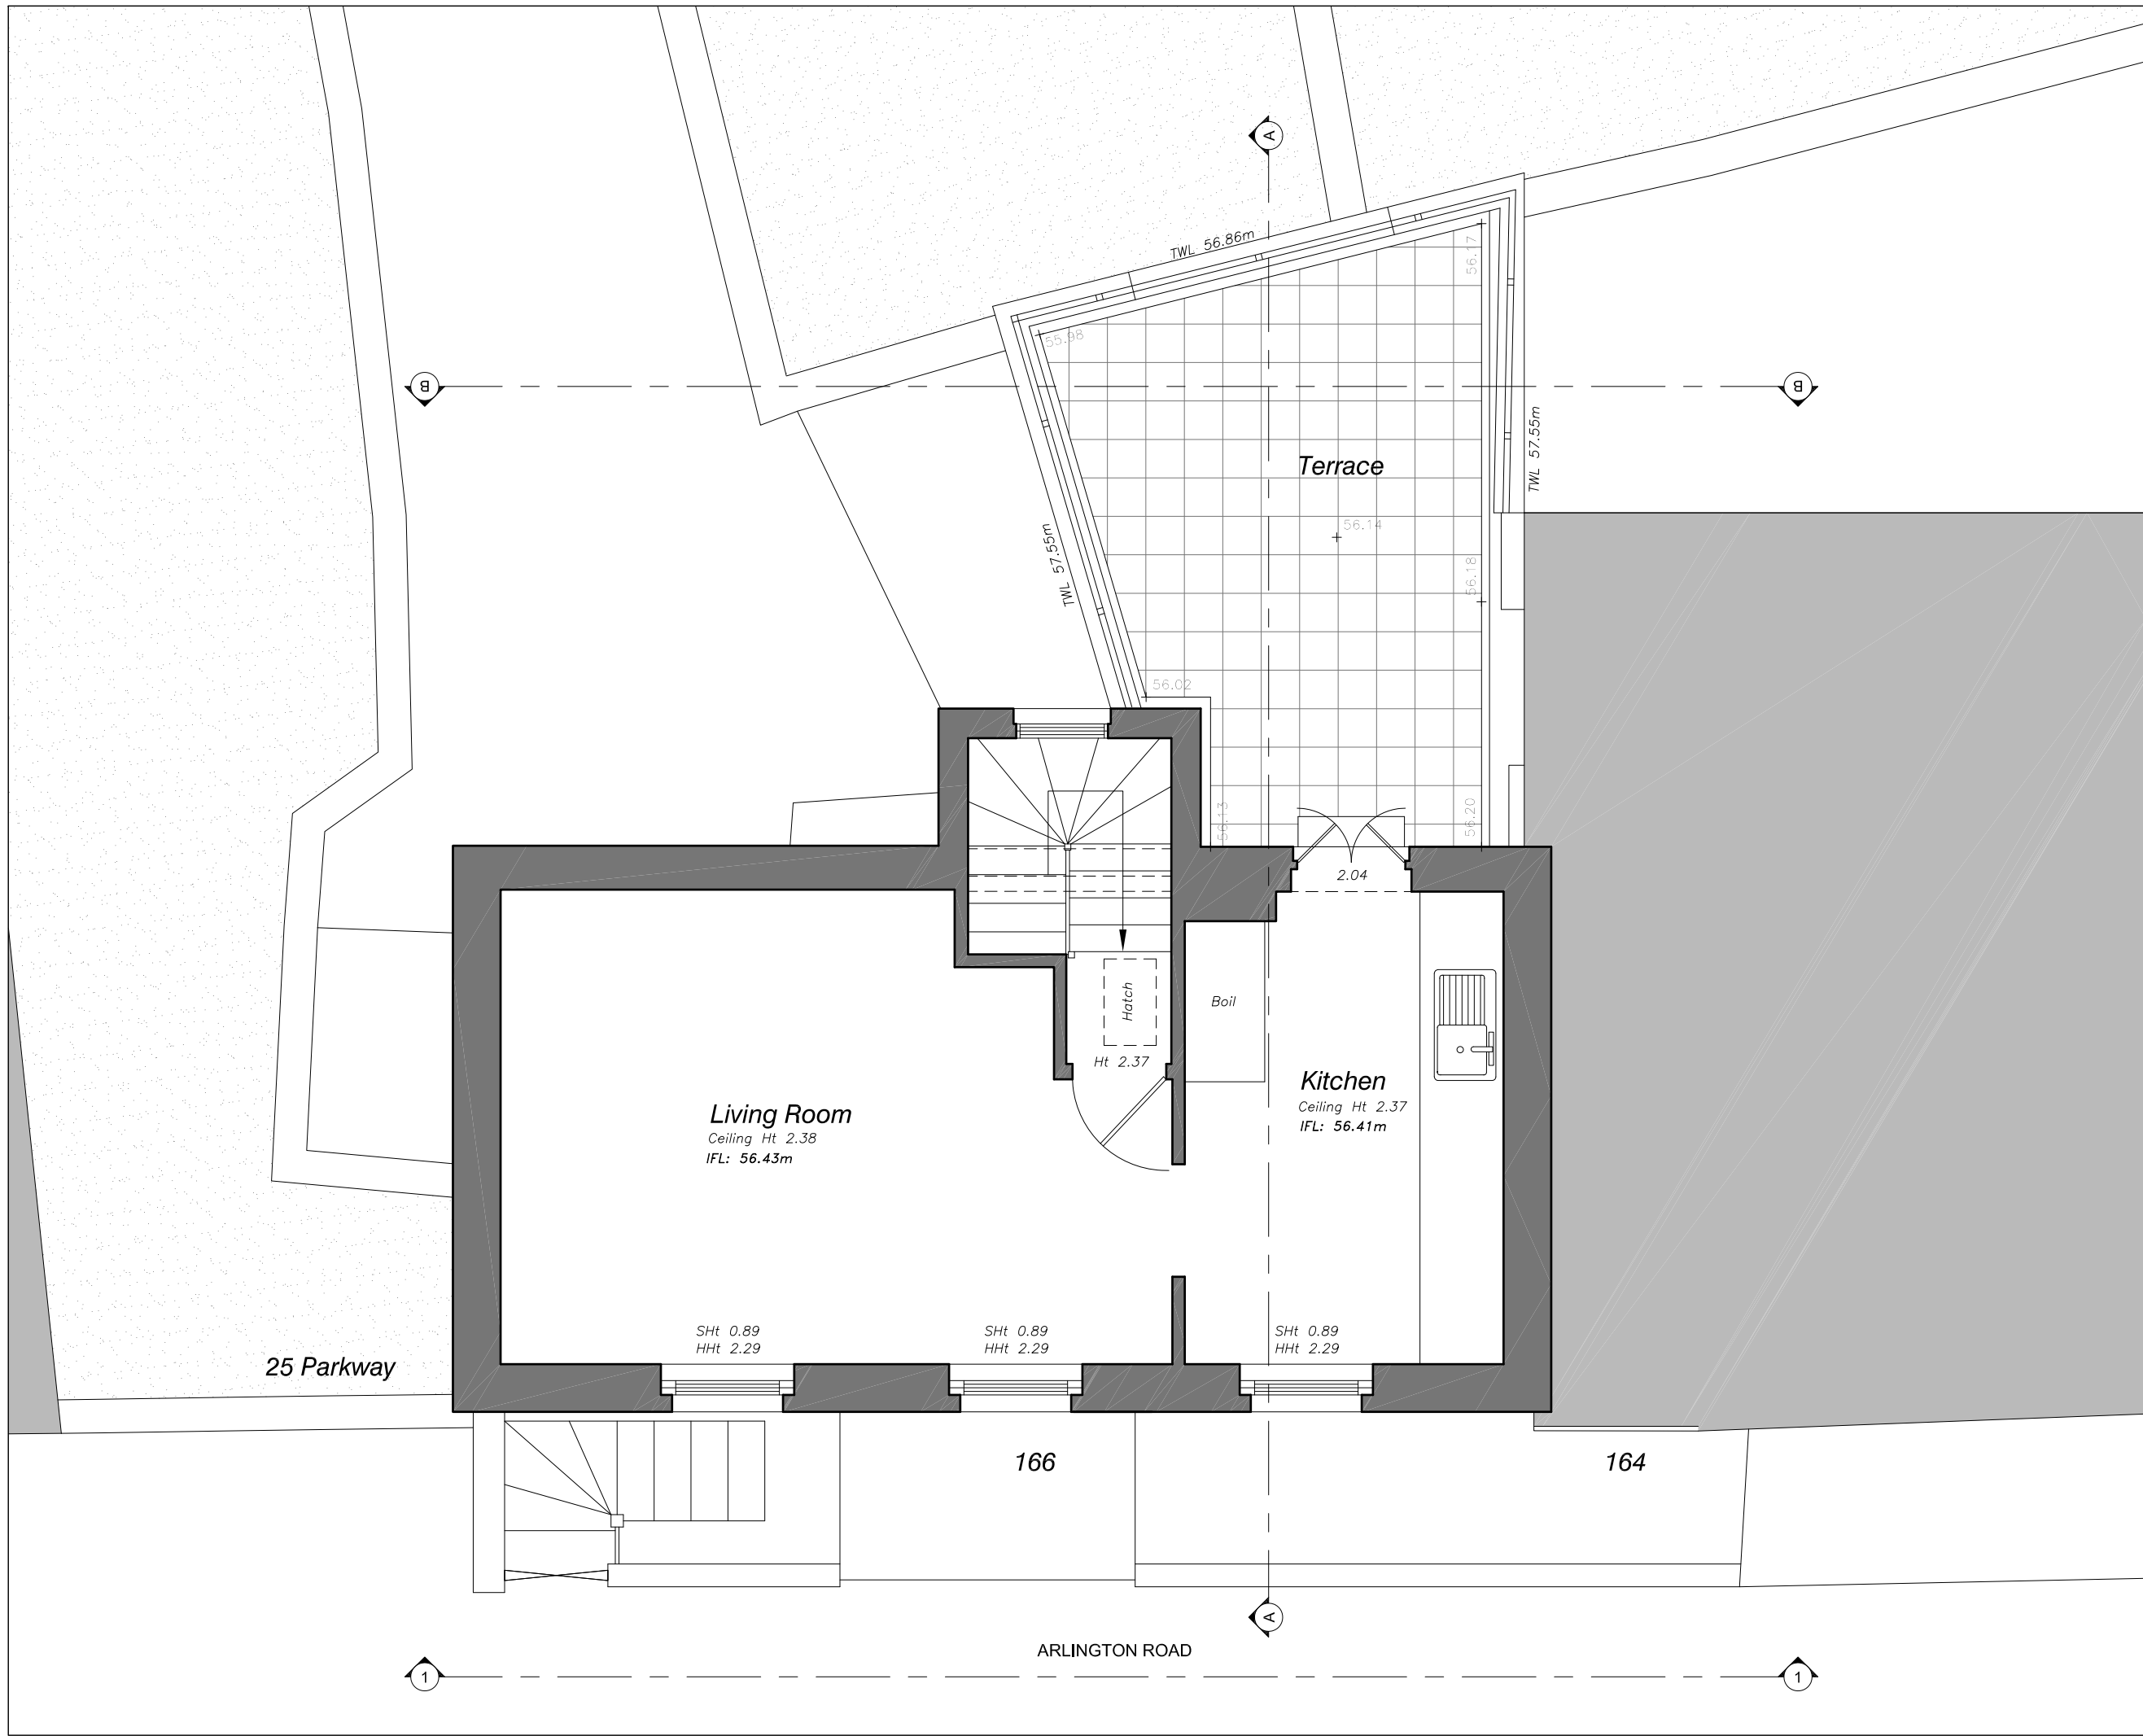 A
TWL 56.86m
56.17
55.98
B
B
TWL 57.55m
Terrace
56.14
TWL 57.55m
56.18
56.02
56.13
56.20
2.04
Hatch
Boil
Ht 2.37
Kitchen
Ceiling Ht 2.37
IFL: 56.41m
Living Room
Ceiling Ht 2.38
IFL: 56.43m
SHt 0.89
HHt 2.29
SHt 0.89
HHt 2.29
SHt 0.89
HHt 2.29
25 Parkway
166
164
A
ARLINGTON ROAD
1
1